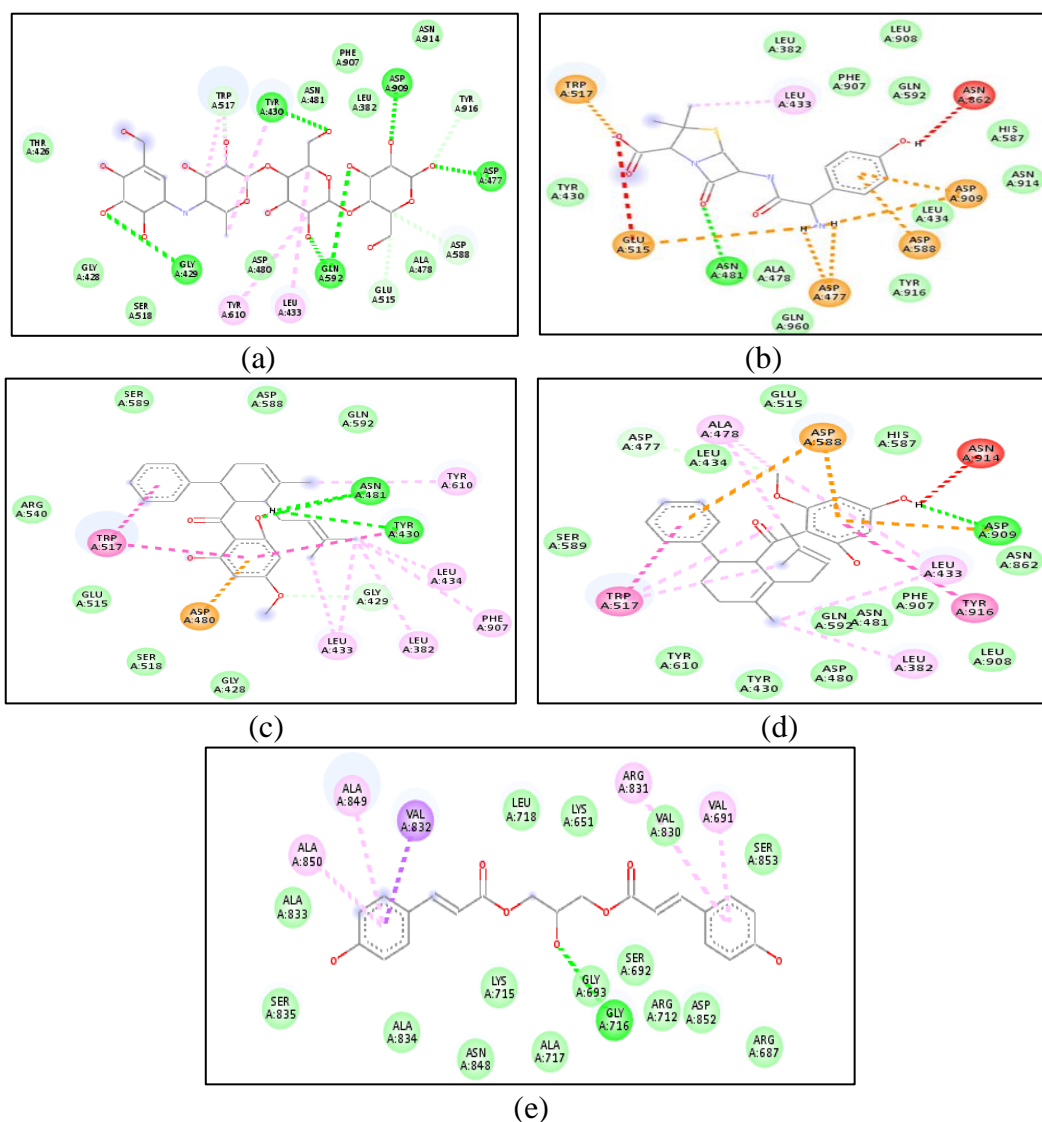 ASN
A:914
PHE
A:907
ASP
A:909
TRP
A:517
TYR
A:430
ASN
A:481
LEU
A:382
TYR
A:916
THR
A:426
ASP
A:477
GLY
A:428
GLY
A:429
ASP
A:480
GLN
A:592
ALA
A:478
ASP
A:588
SER
A:518
TYR
A:610
LEU
A:433
GLU
A:515
(a)
LEU
A:382
LEU
A:908
TRP
A:517
LEU
A:433
PHE
A:907
GLN
A:592
ASN
A:862
HIS
A:587
TYR
A:430
ASN
A:914
ASP
A:909
LEU
A:434
GLU
A:515
ASP
A:588
H
N
S
N
N
H
H
ASN
A:481
ALA
A:478
ASP
A:477
TYR
A:916
GLN
A:960
(b)
SER
A:589
ASP
A:588
GLN
A:592
ASN
A:481
TYR
A:610
ARG
A:540
H
TRP
A:517
TYR
A:430
GLU
A:515
ASP
A:480
GLY
A:429
LEU
A:434
PHE
A:907
LEU
A:433
LEU
A:382
SER
A:518
GLY
A:428
(c)
GLU
A:515
ALA
A:478
ASP
A:588
HIS
A:587
ASN
A:914
ASP
A:477
LEU
A:434
H
ASP
A:909
SER
A:589
ASN
A:862
LEU
A:433
TRP
A:517
PHE
A:907
TYR
A:916
GLN
A:592
ASN
A:481
TYR
A:610
TYR
A:430
ASP
A:480
LEU
A:382
LEU
A:908
(d)
ALA
A:849
VAL
A:832
LEU
A:718
LYS
A:651
ARG
A:831
VAL
A:830
VAL
A:691
SER
A:853
ALA
A:850
ALA
A:833
SER
A:835
ALA
A:834
LYS
A:715
GLY
A:693
SER
A:692
GLY
A:716
ARG
A:712
ASP
A:852
ASN
A:848
ALA
A:717
ARG
A:687
(e)